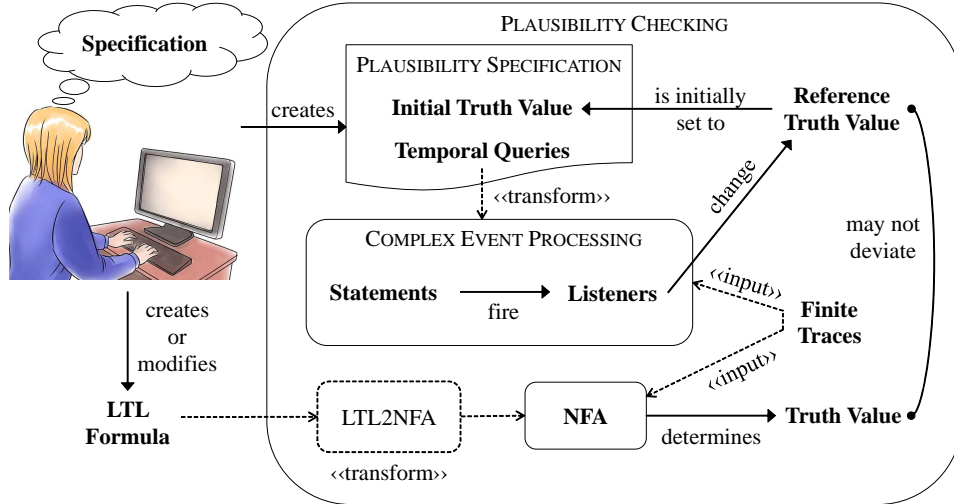 PLAUSIBILITY CHECKING
Specification
PLAUSIBILITY SPECIFICATION
creates
Initial Truth Value
Temporal Queries
is initially
set to
Reference
Truth Value
‹‹transform››
change
may not
deviate
COMPLEX EVENT PROCESSING
Statements
fire
Listeners
‹‹input››
Finite
Traces
‹‹input››
creates
or
modifies
LTL
Formula
LTL2NFA
‹‹transform››
NFA
determines
Truth Value